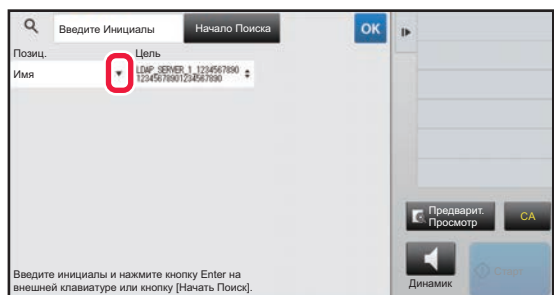 Введите Инициалы
Начало Поиска
OK
Позиц.
Цель
Имя
LDAP_SERVER_1_1234567890
12345678901234567890
Предварит.
Просмотр
CA
Введите инициалы и нажмите кнопку Enter на
внешней клавиатуре или кнопку [Начать Поиск].
Динамик